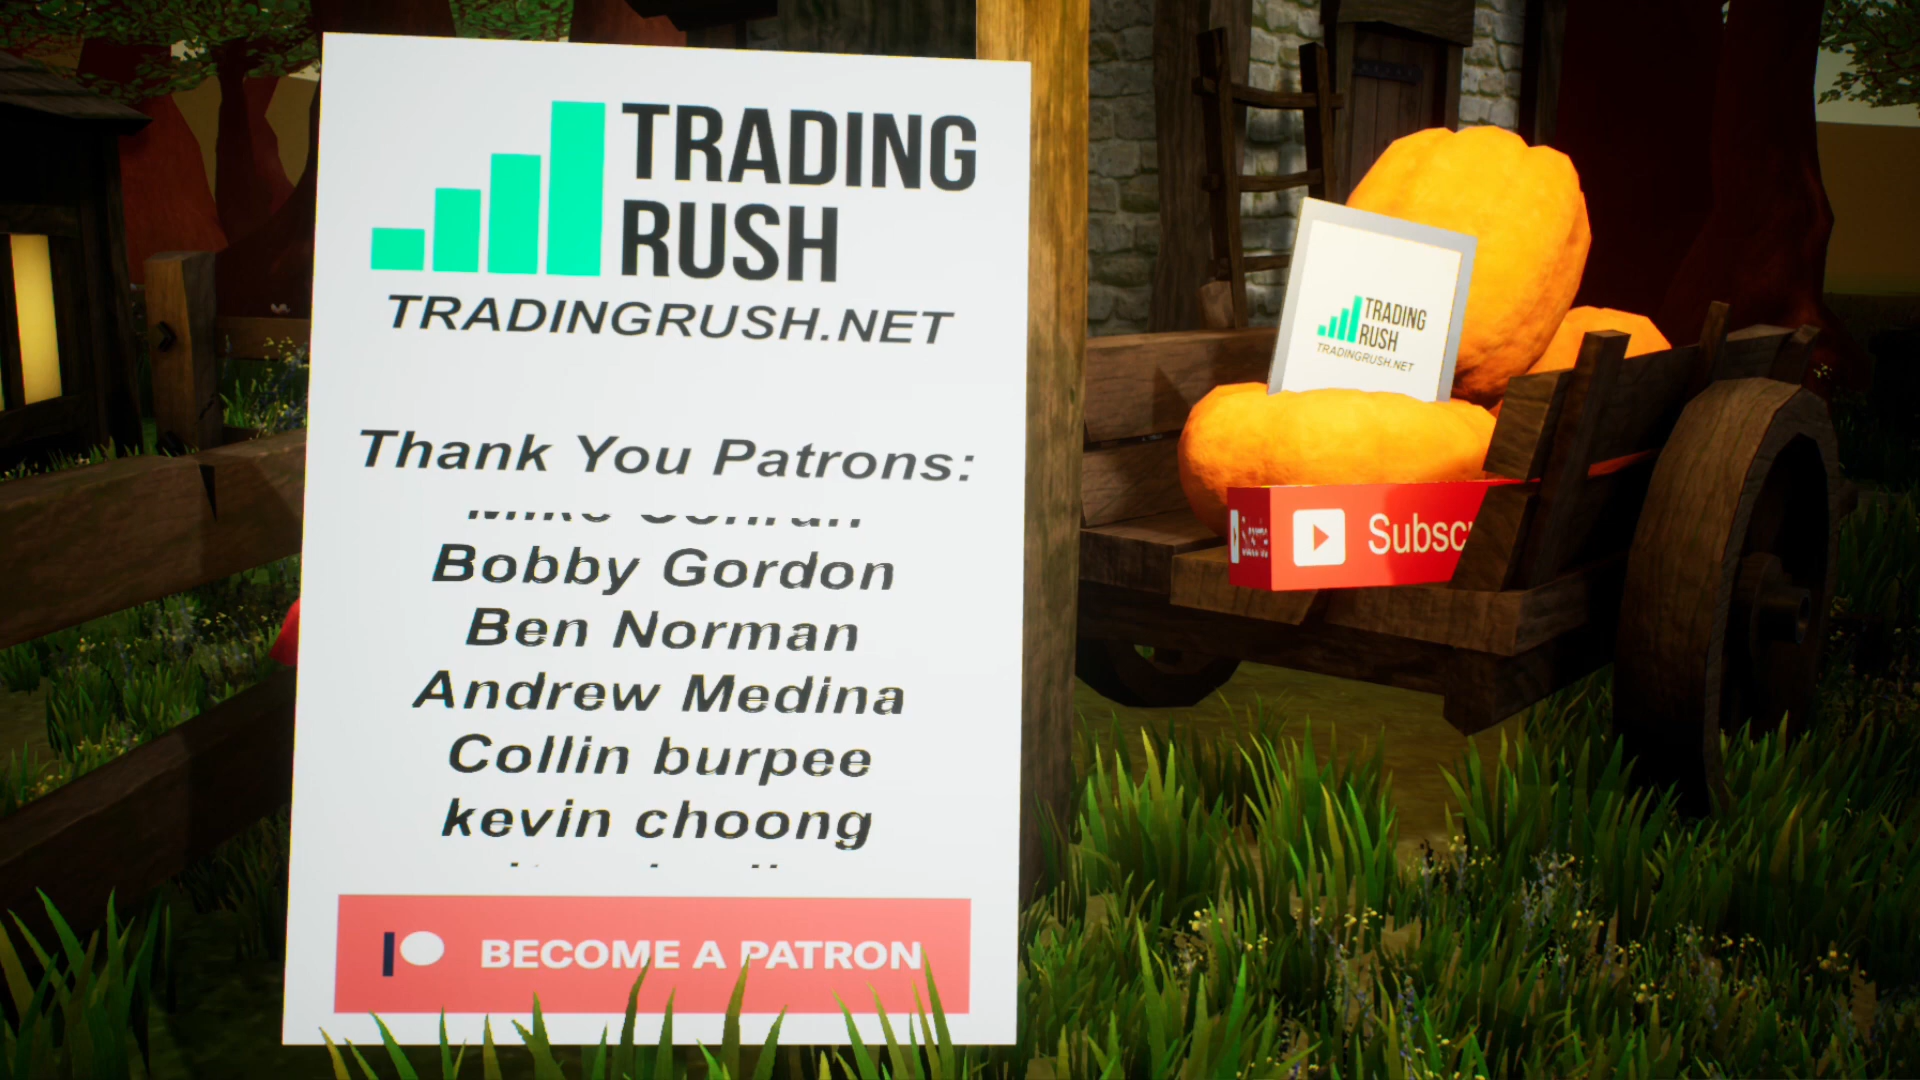 TRADING
RUSH
TRADINGRUSH.NET
Thank You Patrons:
Bobby Gordon
Ben Norman
Andrew Medina
Collin burpee
kevin choong
BECOME A PATRON
TRADING
RUSH
TRADINGRUSH.NET